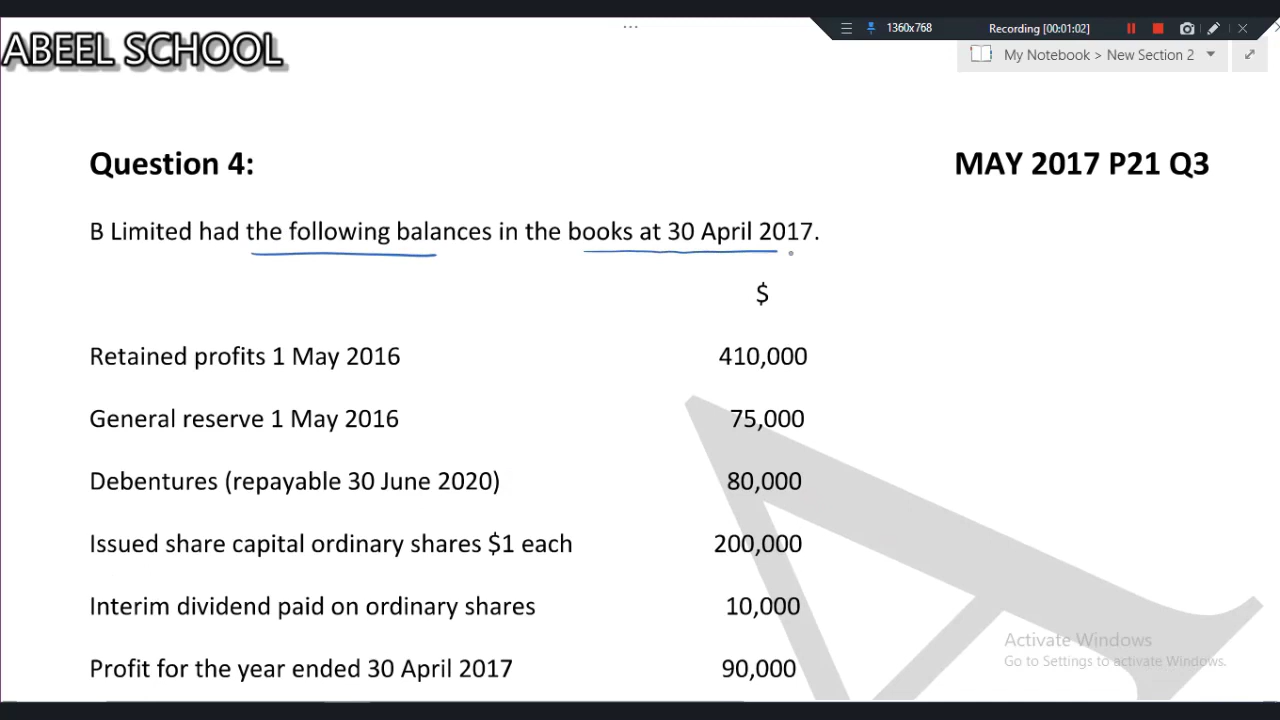 ABEEL SCHOOL
1360x768
Recording [00:01:02]
My Notebook > New Section 2
Question 4:
MAY 2017 P21 Q3
B Limited had the following balances in the books at 30 April 2017.
$
Retained profits 1 May 2016 410,000
General reserve 1 May 2016 75,000
Debentures (repayable 30 June 2020) 80,000
Issued share capital ordinary shares $1 each 200,000
Interim dividend paid on ordinary shares 10,000
Profit for the year ended 30 April 2017 90,000
Activate Windows
Go to Settings to activate Windows.